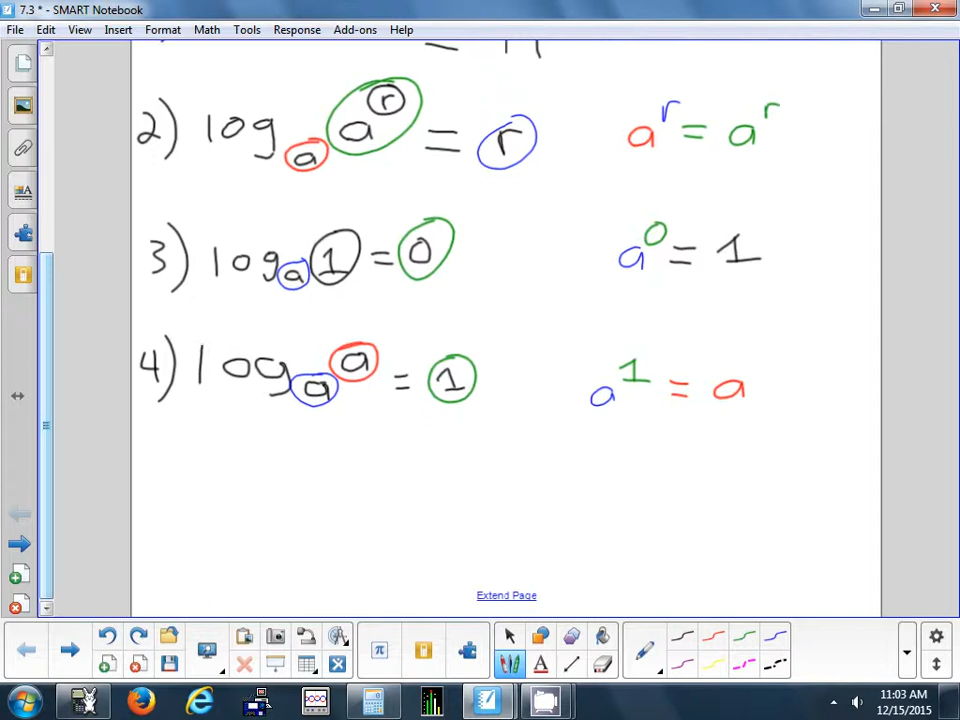 7.3 * - SMART Notebook
File Edit View Insert Format Math Tools Response Add-ons Help
2) log_a a^r = r a^r = a^r
3) log_a 1 = 0 a^0 = 1
4) log_a a = 1 a^1 = a
Extend Page
11:03 AM
12/15/2015